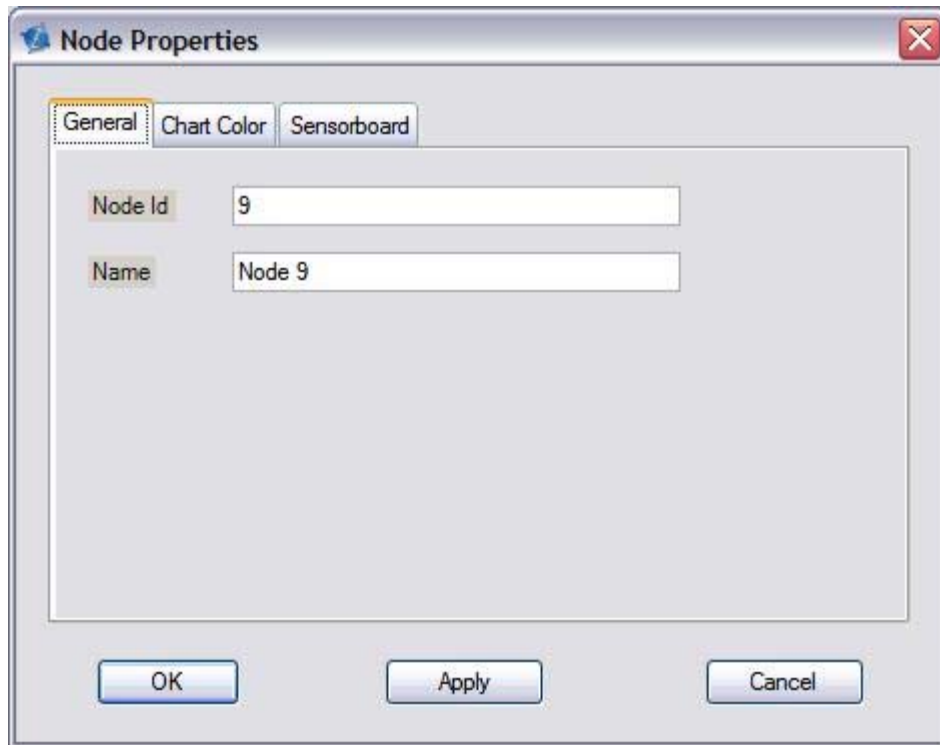 Node Properties
General Chart Color Sensorboard
Node Id 9
Name Node 9
OK Apply Cancel